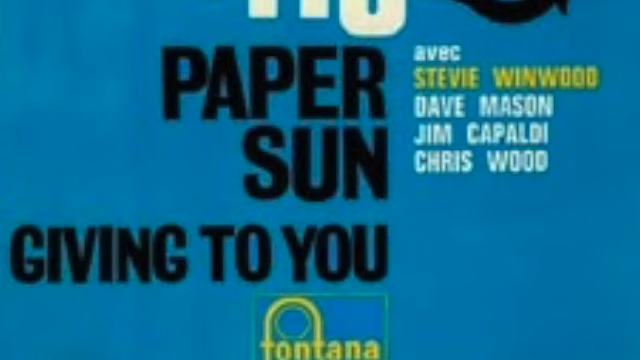 PAPER
SUN
GIVING TO YOU
avec
STEVIE WINWOOD
DAVE MASON
JIM CAPALDI
CHRIS WOOD
fontana